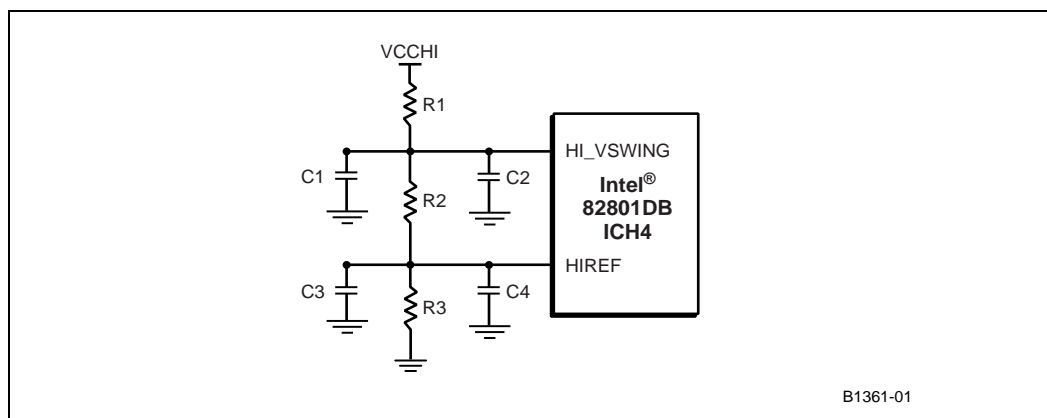 VCCHI
R1
HI_VSWING
C1
C2
Intel®
R2
82801DB
ICH4
HIREF
C3
C4
R3
B1361-01